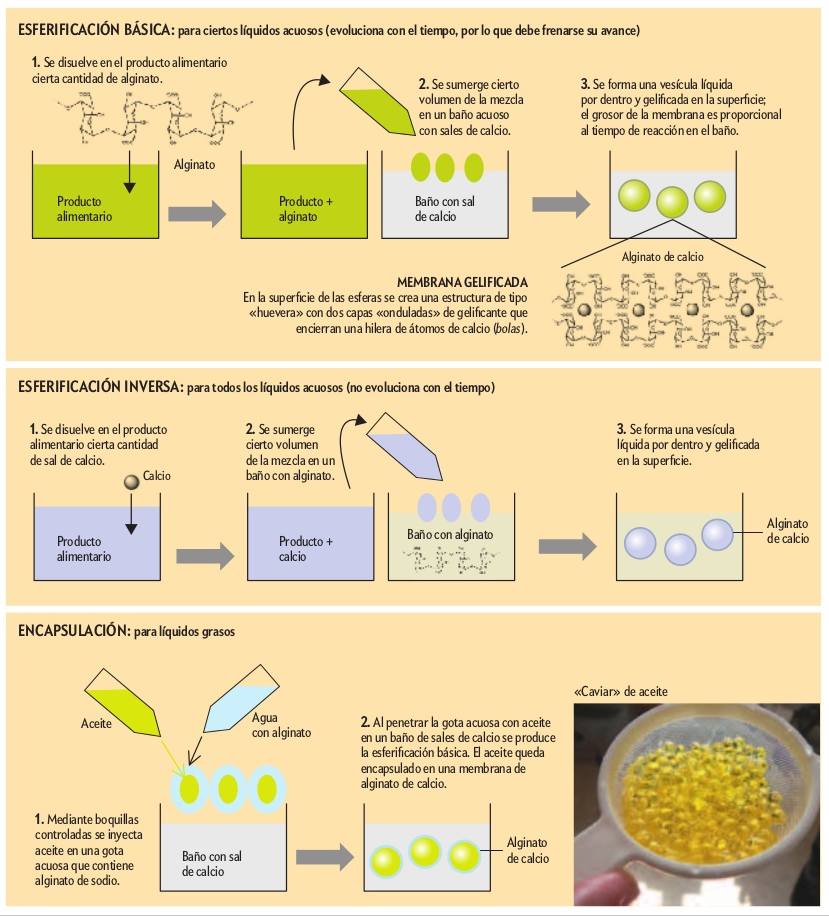 ESFERIFICACIÓN BÁSICA: para ciertos líquidos acuosos (evoluciona con el tiempo, por lo que debe frenarse su avance)
1. Se disuelve en el producto alimentario
cierta cantidad de alginato.
Alginato
Producto
alimentario
Producto +
alginato
2. Se sumerge cierto
volumen de la mezcla
en un baño acuoso
con sales de calcio.
Baño con sal
de calcio
3. Se forma una vesícula líquida
por dentro y gelificada en la superficie;
el grosor de la membrana es proporcional
al tiempo de reacción en el baño.
Alginato de calcio
MEMBRANA GELIFICADA
En la superficie de las esferas se crea una estructura de tipo
«huevera» con dos capas «onduladas» de gelificante que
encierran una hilera de átomos de calcio (bolas).
ESFERIFICACIÓN INVERSA: para todos los líquidos acuosos (no evoluciona con el tiempo)
1. Se disuelve en el producto
alimentario cierta cantidad
de sal de calcio.
Calcio
Producto
alimentario
2. Se sumerge
cierto volumen
de la mezcla en un
baño con alginato.
Producto +
calcio
Baño con alginato
3. Se forma una vesícula
líquida por dentro y gelificada
en la superficie.
Alginato
de calcio
ENCAPSULACIÓN: para líquidos grasos
Aceite
Agua
con alginato
1. Mediante boquillas
controladas se inyecta
aceite en una gota
acuosa que contiene
alginato de sodio.
Baño con sal
de calcio
2. Al penetrar la gota acuosa con aceite
en un baño de sales de calcio se produce
la esferificación básica. El aceite queda
encapsulado en una membrana de
alginato de calcio.
Alginato
de calcio
«Caviar» de aceite